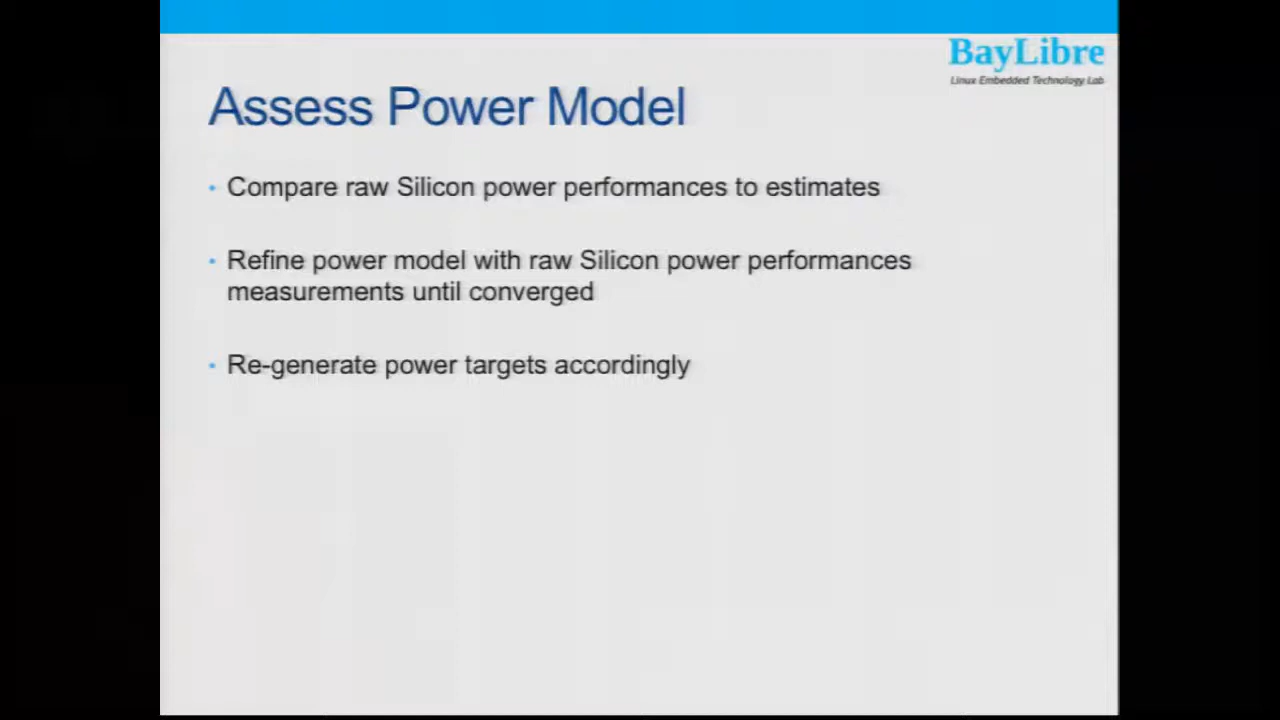 BayLibre
Linux Embedded Technology Lab
Assess Power Model
• Compare raw Silicon power performances to estimates
• Refine power model with raw Silicon power performances
measurements until converged
• Re-generate power targets accordingly